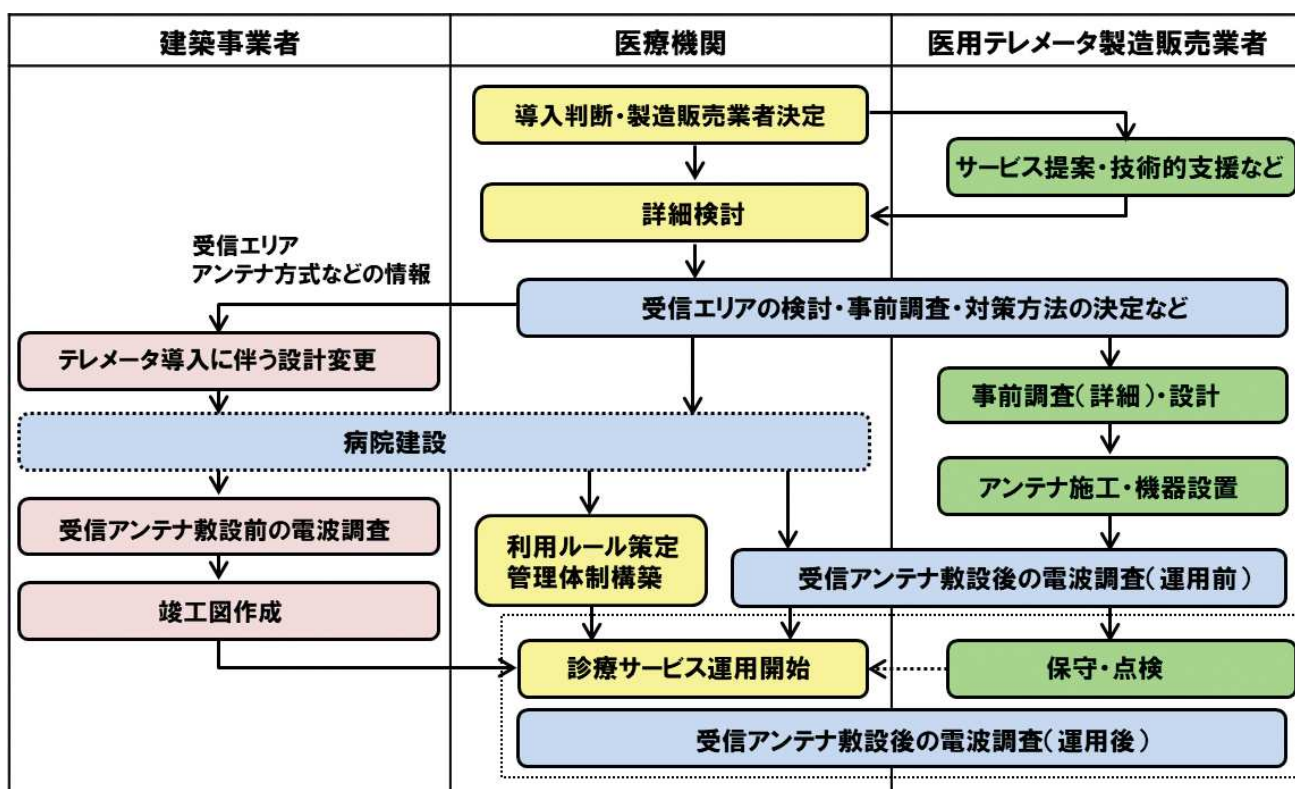 建築事業者
医療機関
医用テレメータ製造販売業者
導入判断・製造販売業者決定
サービス提案・技術的支援など
詳細検討
受信エリア
アンテナ方式などの情報
受信エリアの検討・事前調査・対策方法の決定など
テレメータ導入に伴う設計変更
事前調査(詳細)・設計
病院建設
アンテナ施工・機器設置
受信アンテナ敷設前の電波調査
利用ルール策定
管理体制構築
受信アンテナ敷設後の電波調査(運用前)
竣工図作成
診療サービス運用開始
保守・点検
受信アンテナ敷設後の電波調査(運用後)